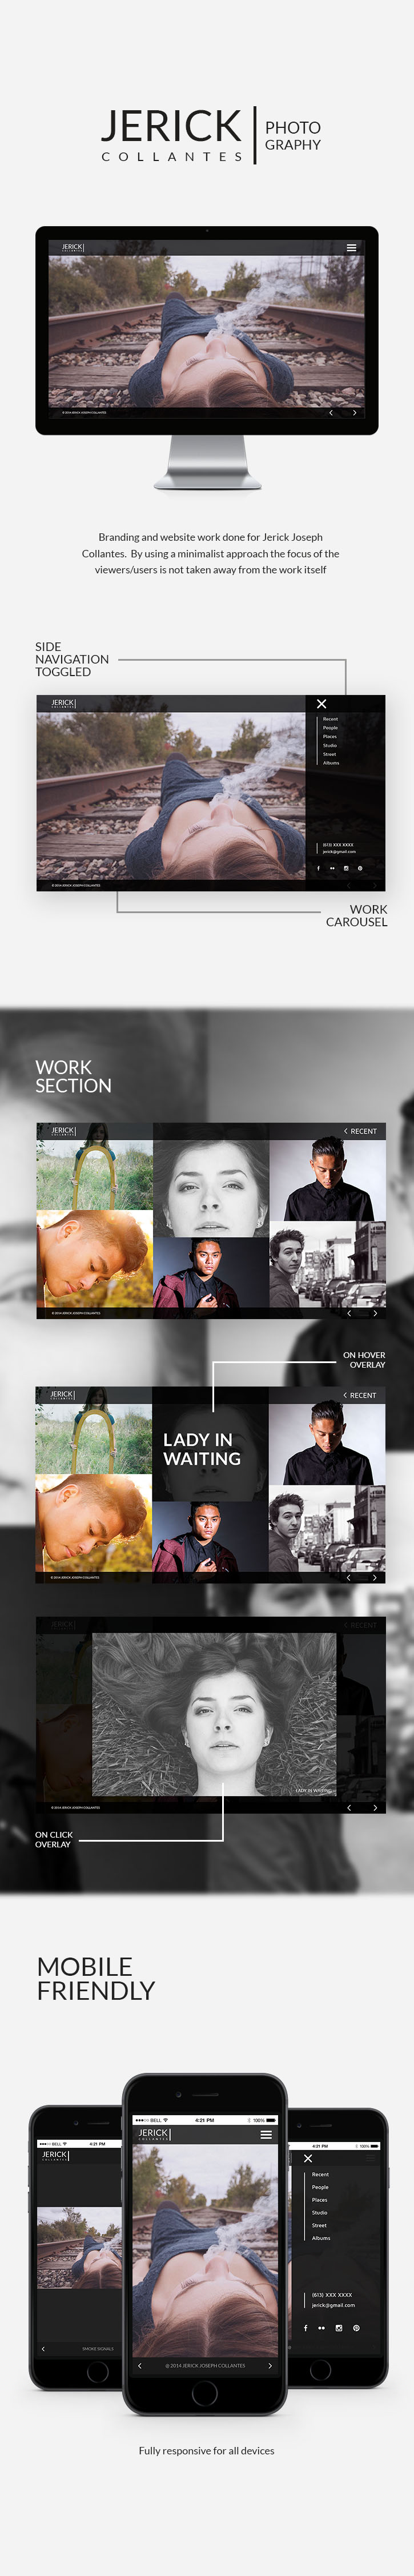 JERICK
COLLANTES
PHOTO
GRAPHY
JERICK
COLLANTES
© 2014 JERICK JOSEPH COLLANTES
Branding and website work done for Jerick Joseph
Collantes. By using a minimalist approach the focus of the
viewers/users is not taken away from the work itself
SIDE
NAVIGATION
TOGGLED
JERICK
COLLANTES
Recent
People
Places
Studio
Street
Albums
(613) XXX XXXX
jerick@gmail.com
© 2014 JERICK JOSEPH COLLANTES
WORK
CAROUSEL
WORK
SECTION
JERICK
COLLANTES
< RECENT
© 2014 JERICK JOSEPH COLLANTES
ON HOVER
OVERLAY
JERICK
COLLANTES
< RECENT
LADY IN
WAITING
© 2014 JERICK JOSEPH COLLANTES
JERICK
< RECENT
LADY IN WAITING
© 2014 JERICK JOSEPH COLLANTES
ON CLICK
OVERLAY
MOBILE
FRIENDLY
BELL 4:21 PM
JERICK
COLLANTES
SMOKE SIGNALS
BELL 4:21 PM 100%
JERICK
COLLANTES
© 2014 JERICK JOSEPH COLLANTES
4:21 PM 100%
Recent
People
Places
Studio
Street
Albums
(613) XXX XXXX
jerick@gmail.com
Fully responsive for all devices